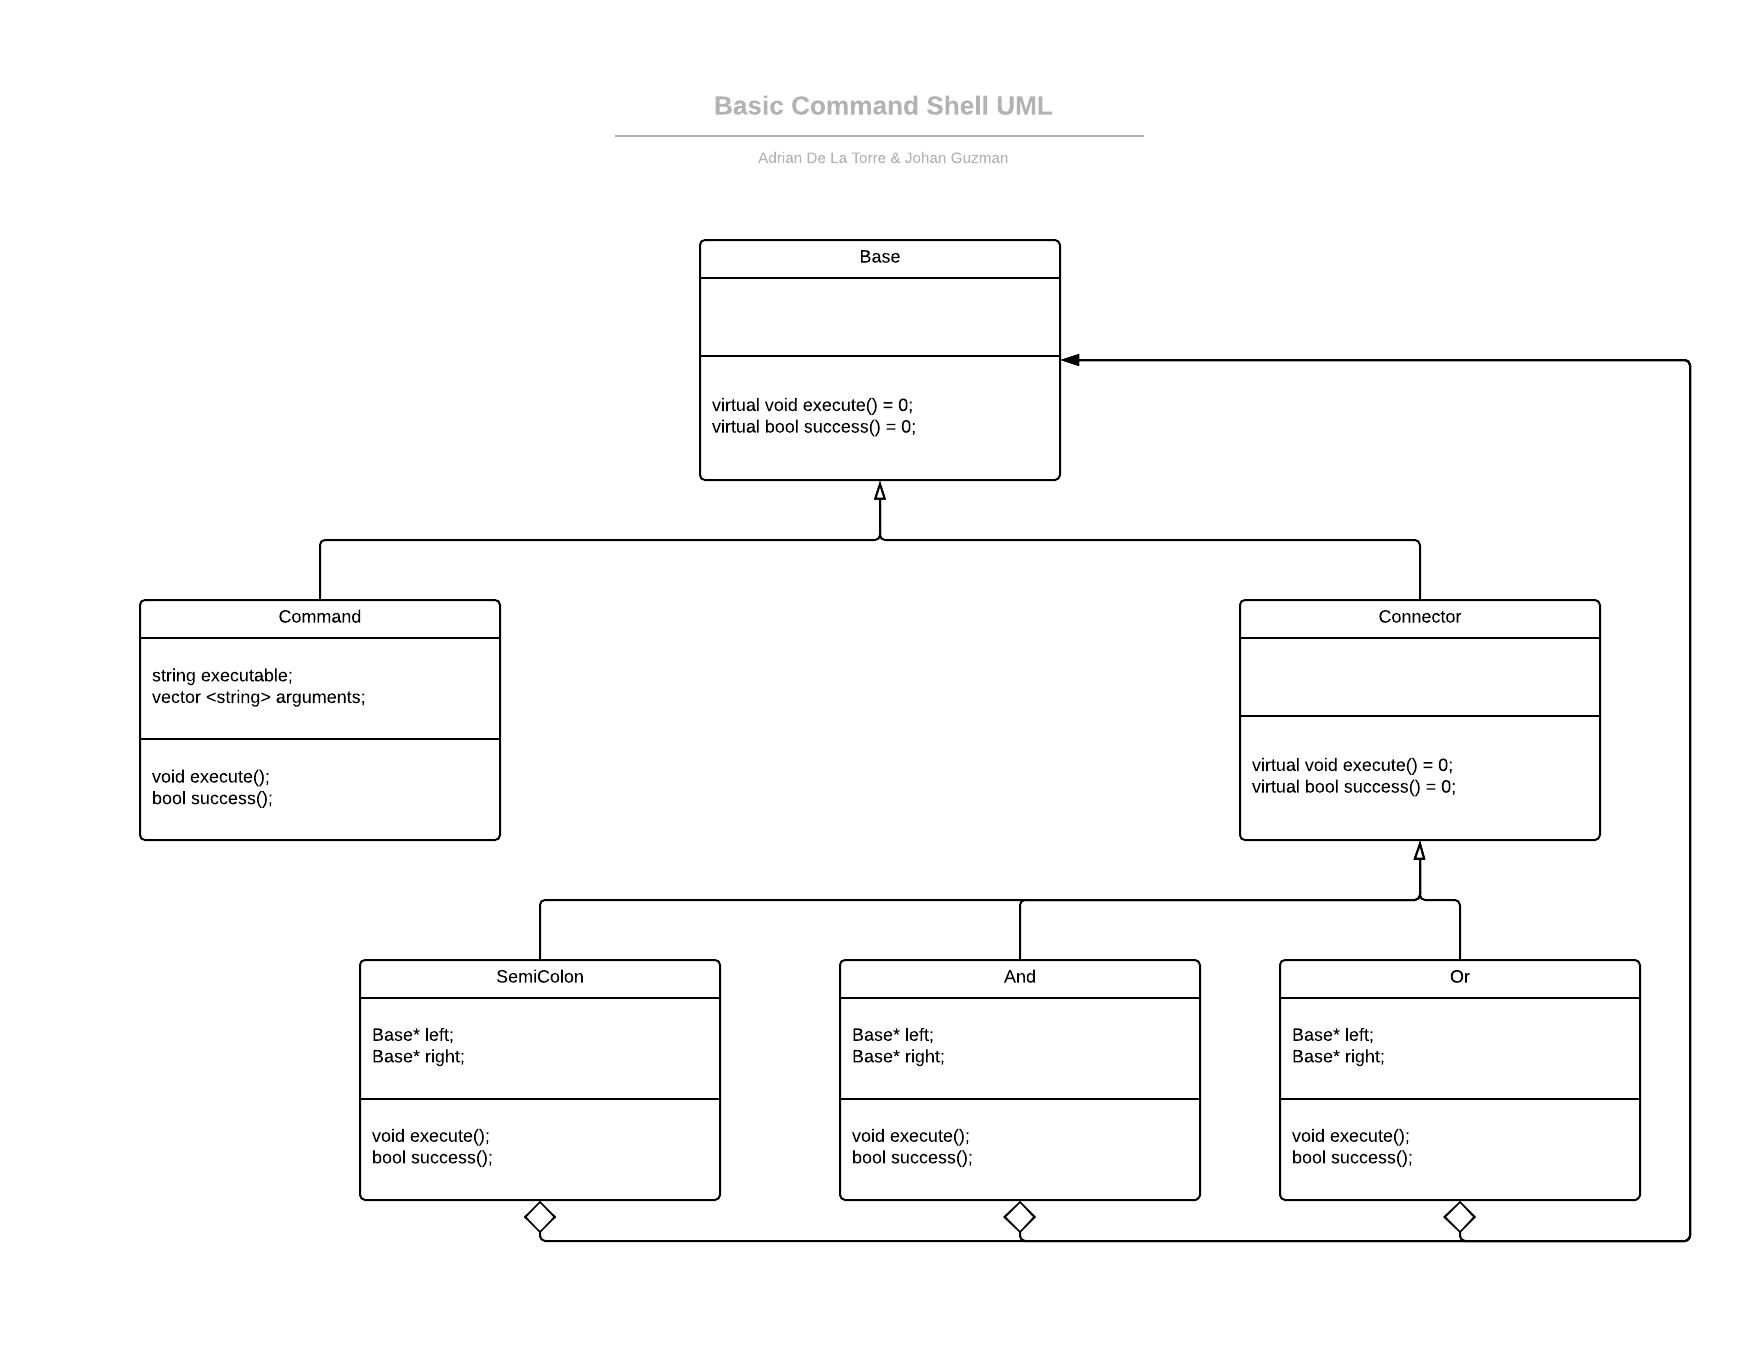 Basic Command Shell UML
Adrian De La Torre & Johan Guzman
Base
virtual void execute() = 0;
virtual bool success() = 0;
Command
string executable;
vector <string> arguments;
void execute();
bool success();
Connector
virtual void execute() = 0;
virtual bool success() = 0;
SemiColon
Base* left;
Base* right;
void execute();
bool success();
And
Base* left;
Base* right;
void execute();
bool success();
Or
Base* left;
Base* right;
void execute();
bool success();